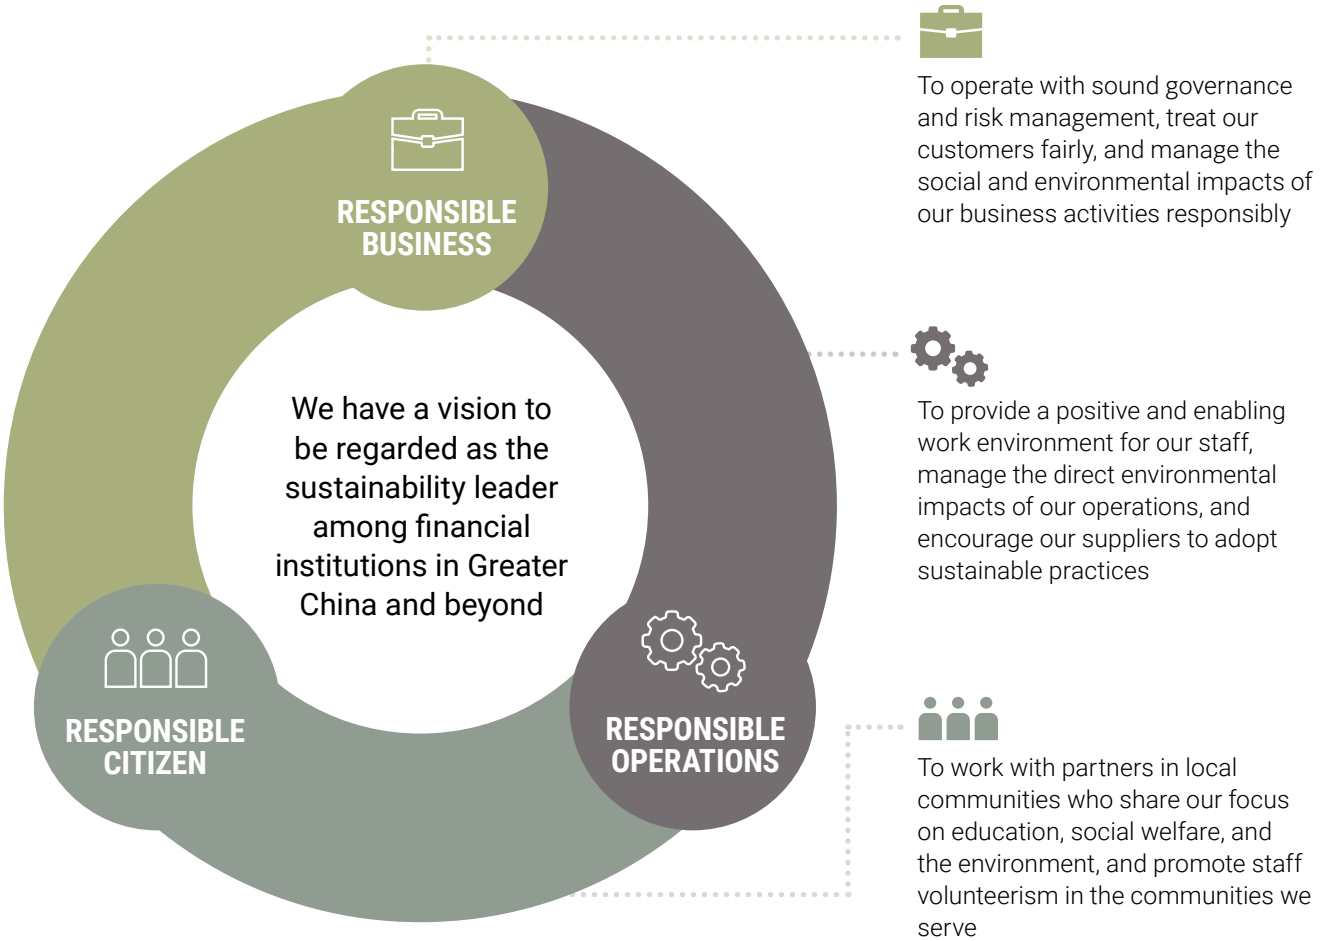 RESPONSIBLE
BUSINESS
We have a vision to
be regarded as the
sustainability leader
among financial
institutions in Greater
China and beyond
RESPONSIBLE
CITIZEN
RESPONSIBLE
OPERATIONS
To operate with sound governance
and risk management, treat our
customers fairly, and manage the
social and environmental impacts of
our business activities responsibly
To provide a positive and enabling
work environment for our staff,
manage the direct environmental
impacts of our operations, and
encourage our suppliers to adopt
sustainable practices
To work with partners in local
communities who share our focus
on education, social welfare, and
the environment, and promote staff
volunteerism in the communities we
serve